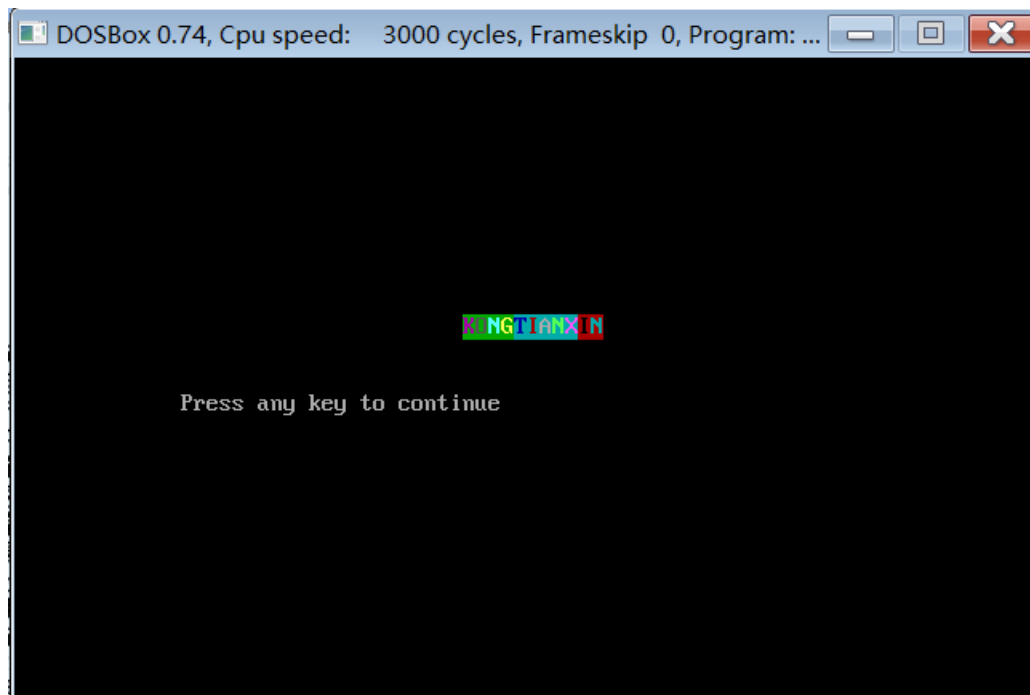 DOSBox 0.74, Cpu speed: 3000 cycles, Frameskip 0, Program: ...
KONGTIANXIN
Press any key to continue